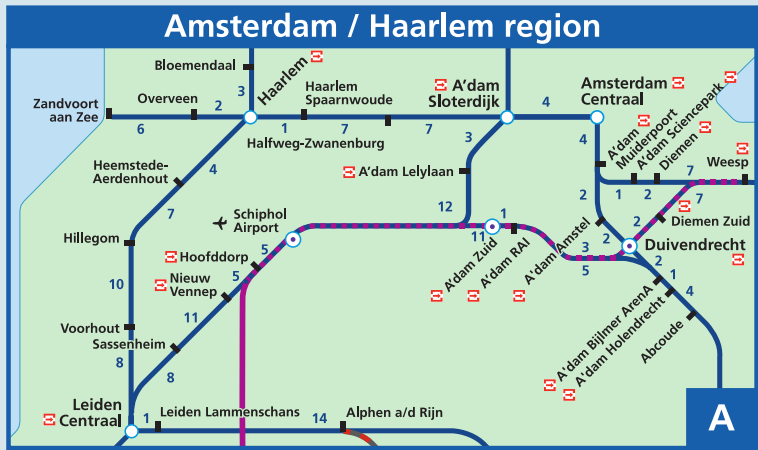 Amsterdam / Haarlem region
Bloemendaal
3
Haarlem
Zandvoort
aan Zee
Overveen
6
2
Haarlem
Spaarnwoude
1
7
Halfweg-Zwanenburg
7
A'dam
Sloterdijk
4
Amsterdam
Centraal
4
A'dam
Muiderpoort
A'dam Sciencepark
Diemen
Weesp
1
2
7
7
3
A'dam Lelylaan
12
Heemstede-
Aerdenhout
4
7
Hillegom
10
Voorhout
8
Schiphol
Airport
5
Hoofddorp
5
Nieuw
Vennep
11
Sassenheim
8
11
1
A'dam Zuid
A'dam RAI
A'dam Amstel
2
2
3
5
2
Diemen Zuid
Duivendrecht
2
1
4
A'dam Bijlmer ArenA
A'dam Holendrecht
Abcoude
Leiden
Centraal
1
Leiden Lammenschans
14
Alphen a/d Rijn
A